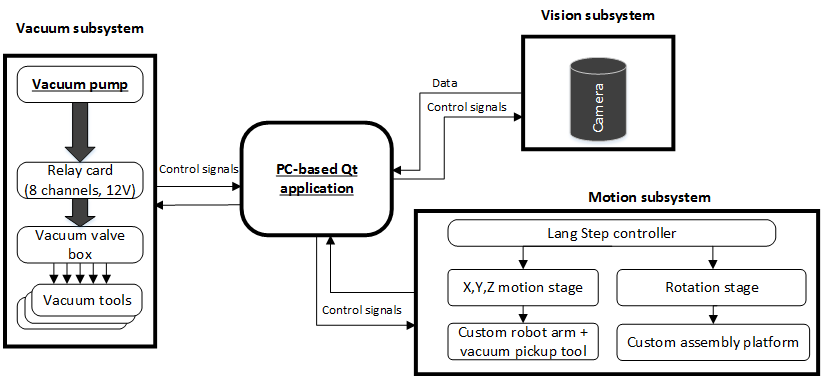 Vacuum subsystem
Vacuum pump
Relay card
(8 channels, 12V)
Vacuum valve
box
Vacuum tools
Control signals
PC-based Qt
application
Vision subsystem
Data
Control signals
Camera
Motion subsystem
Lang Step controller
X,Y,Z motion stage
Rotation stage
Control signals
Custom robot arm +
vacuum pickup tool
Custom assembly platform